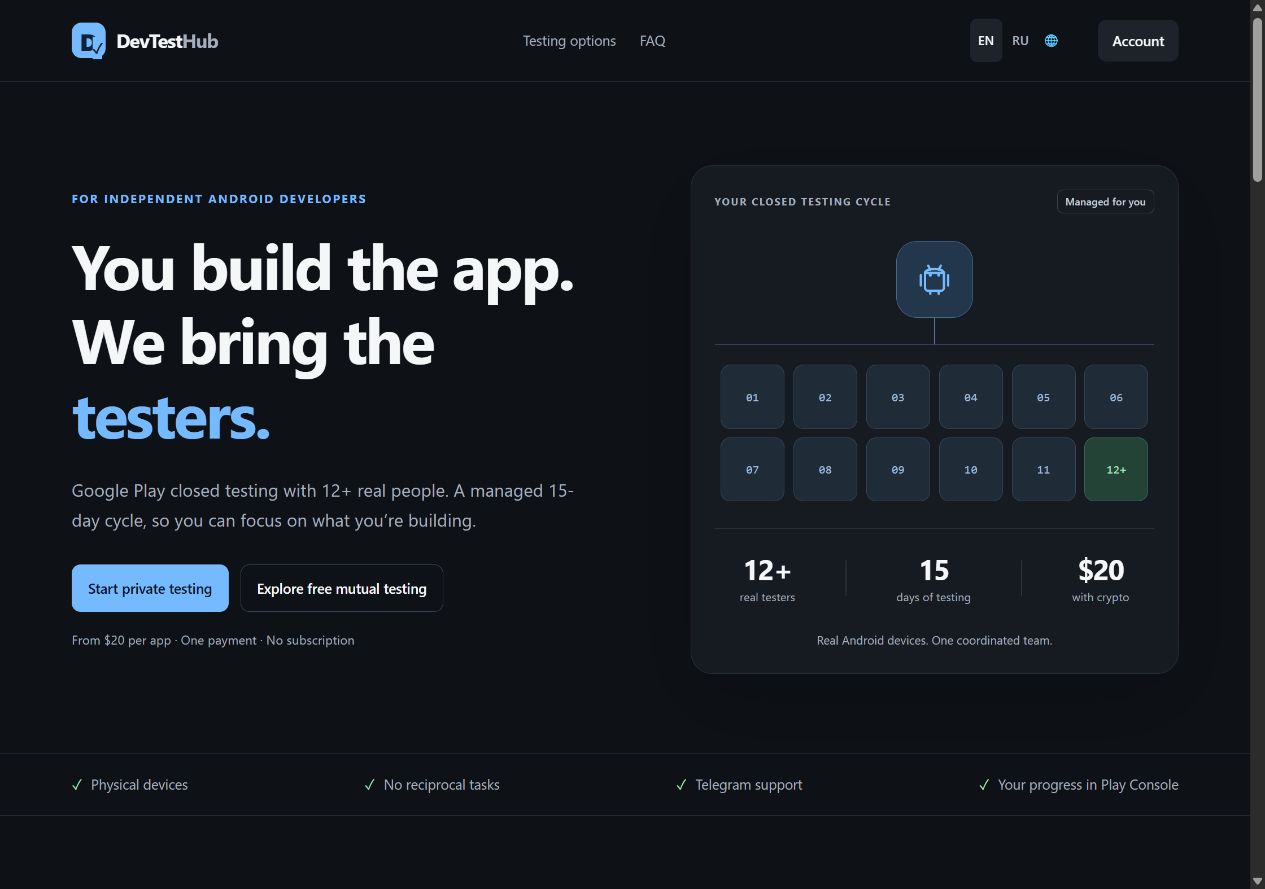 DevTestHub
Testing options
FAQ
EN
RU
Account
FOR INDEPENDENT ANDROID DEVELOPERS
You build the app.
We bring the
testers.
Google Play closed testing with 12+ real people. A managed 15-
day cycle, so you can focus on what you’re building.
Start private testing
Explore free mutual testing
From $20 per app · One payment · No subscription
YOUR CLOSED TESTING CYCLE
Managed for you
01
02
03
04
05
06
07
08
09
10
11
12+
12+
real testers
15
days of testing
$20
with crypto
Real Android devices. One coordinated team.
✓ Physical devices
✓ No reciprocal tasks
✓ Telegram support
✓ Your progress in Play Console